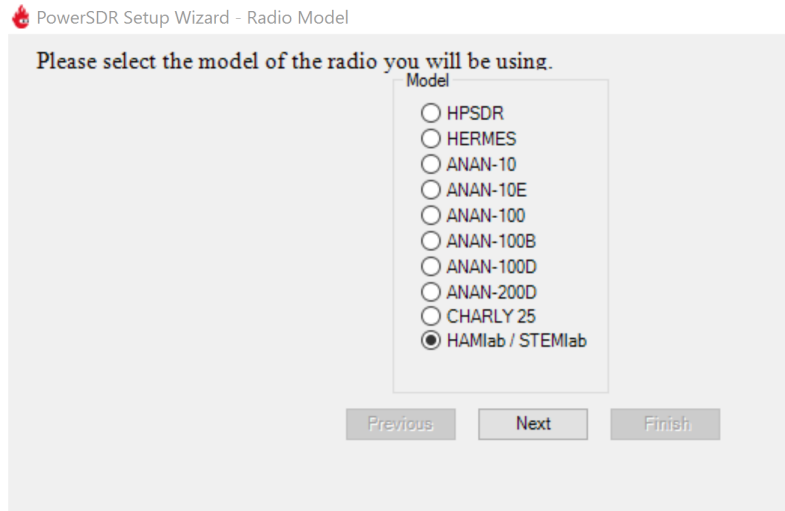 PowerSDR Setup Wizard - Radio Model
Please select the model of the radio you will be using.
Model
HPSDR
HERMES
ANAN-10
ANAN-10E
ANAN-100
ANAN-100B
ANAN-100D
ANAN-200D
CHARLY 25
HAMlab / STEMlab
Previous Next Finish